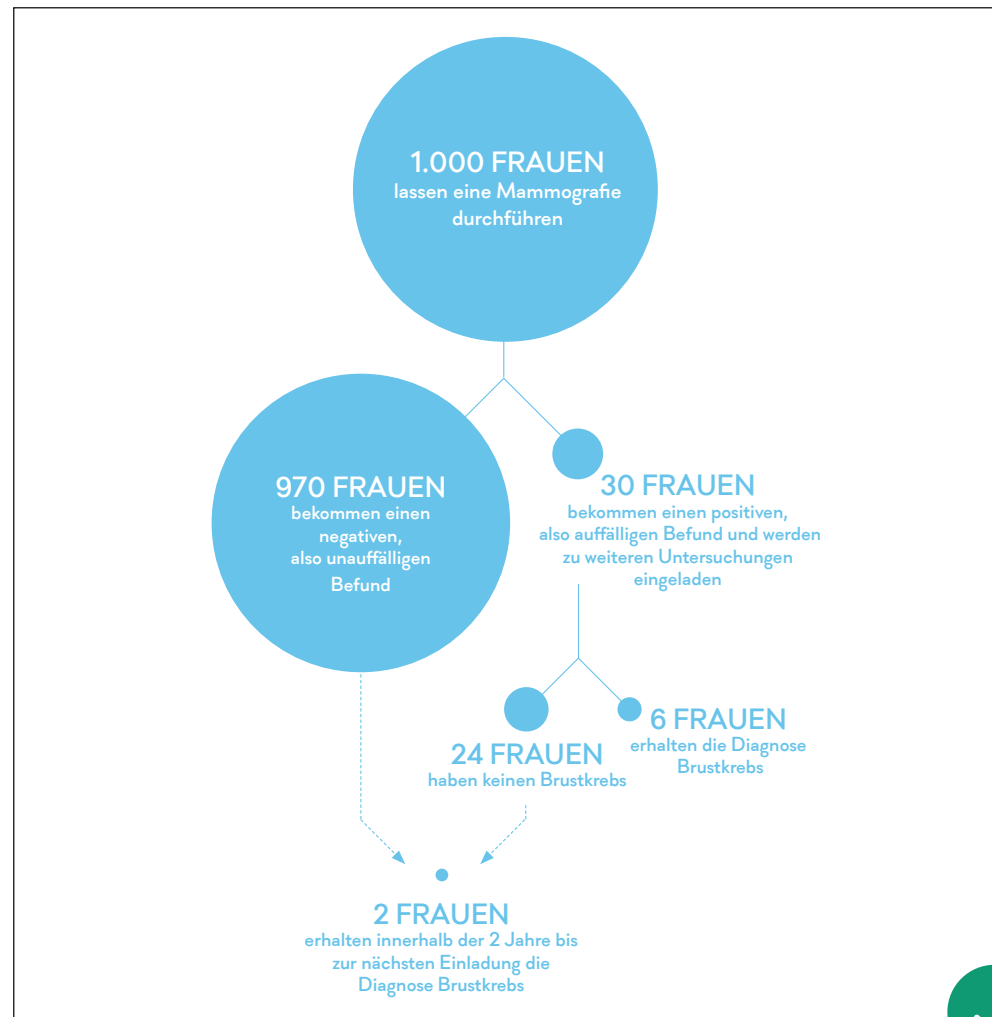 1.000 FRAUEN
lassen eine Mammografie
durchführen
970 FRAUEN
bekommen einen
negativen,
also unauffälligen
Befund
30 FRAUEN
bekommen einen positiven,
also auffälligen Befund und werden
zu weiteren Untersuchungen
eingeladen
24 FRAUEN
haben keinen Brustkrebs
6 FRAUEN
erhalten die Diagnose
Brustkrebs
2 FRAUEN
erhalten innerhalb der 2 Jahre bis
zur nächsten Einladung die
Diagnose Brustkrebs